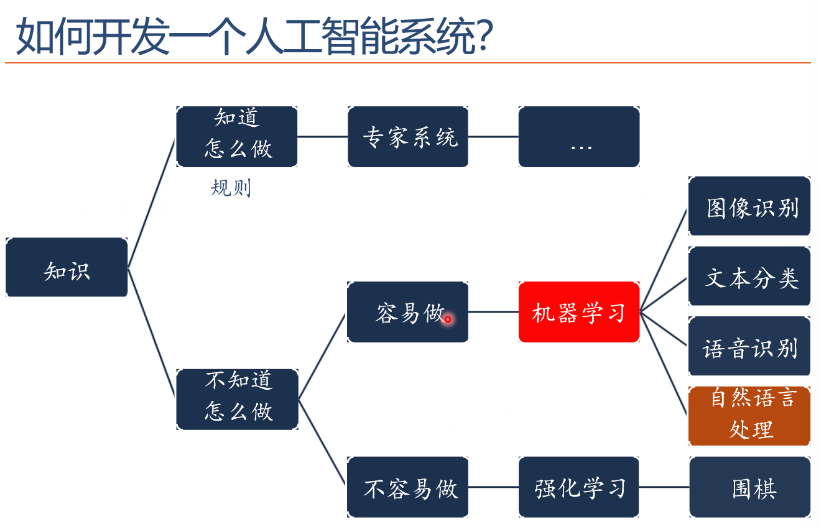 如何开发一个人工智能系统?
知道
怎么做
专家系统
…
规则
图像识别
知识
文本分类
容易做
机器学习
语音识别
不知道
怎么做
自然语言
处理
不容易做
强化学习
围棋